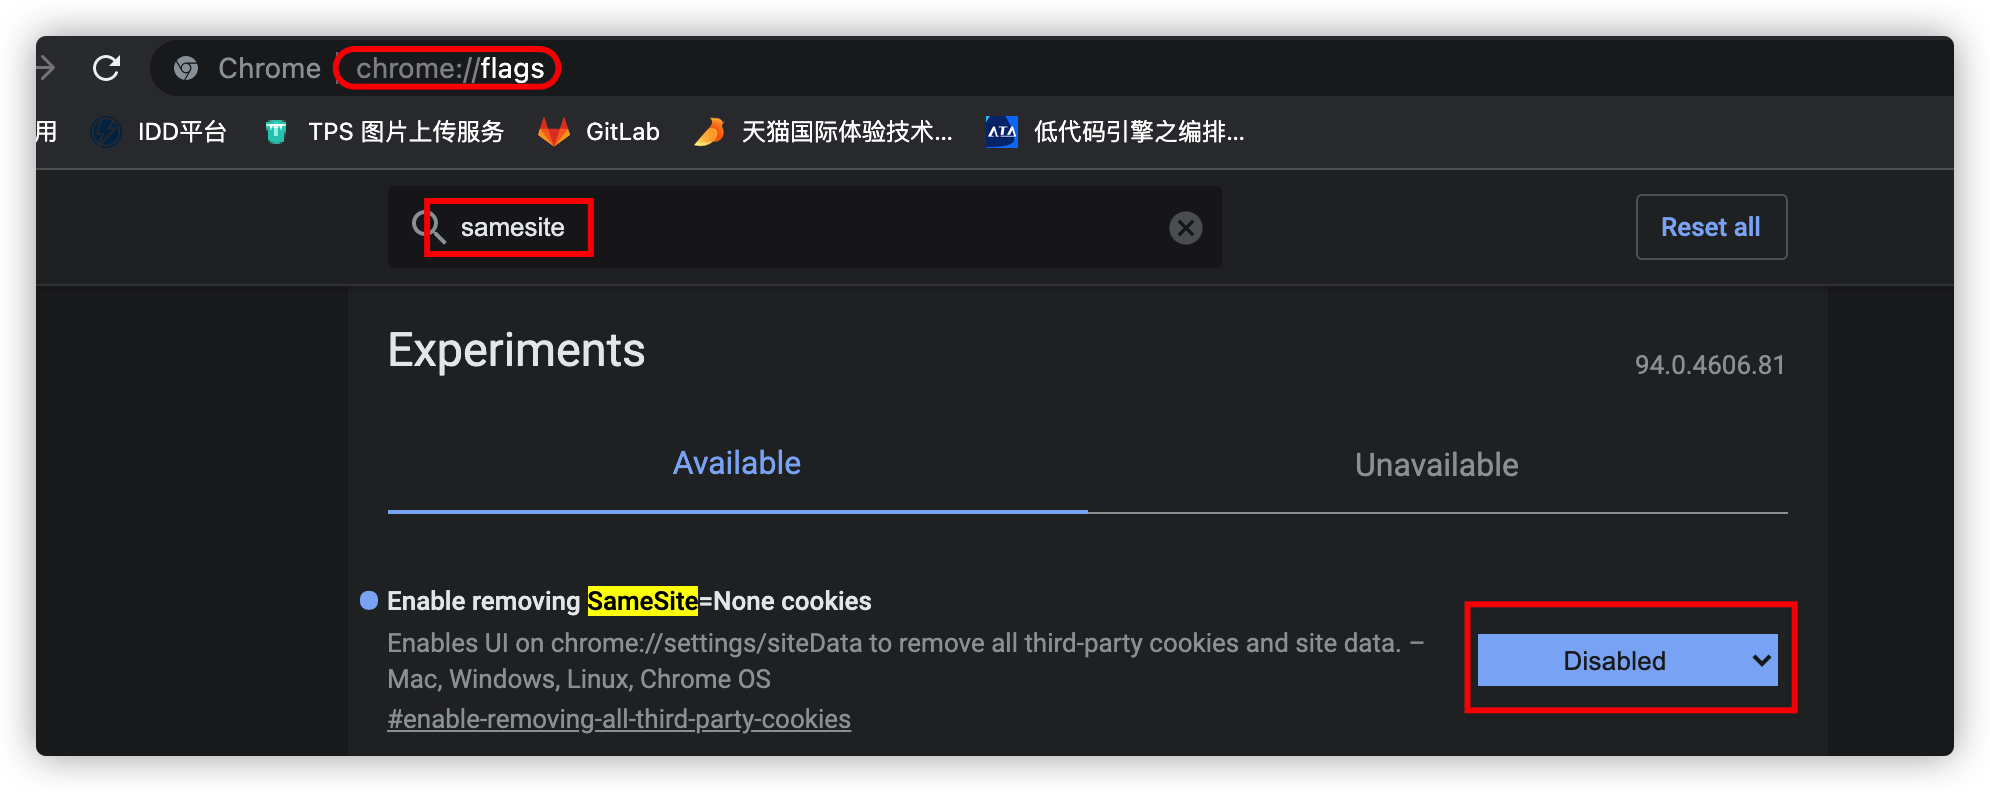 Chrome chrome://flags
用 IDD平台 TPS 图片上传服务 GitLab 天猫国际体验技术... ATA 低代码引擎之编排...
samesite
Reset all
Experiments
94.0.4606.81
Available
Unavailable
Enable removing SameSite=None cookies
Enables UI on chrome://settings/siteData to remove all third-party cookies and site data. –
Mac, Windows, Linux, Chrome OS
#enable-removing-all-third-party-cookies
Disabled